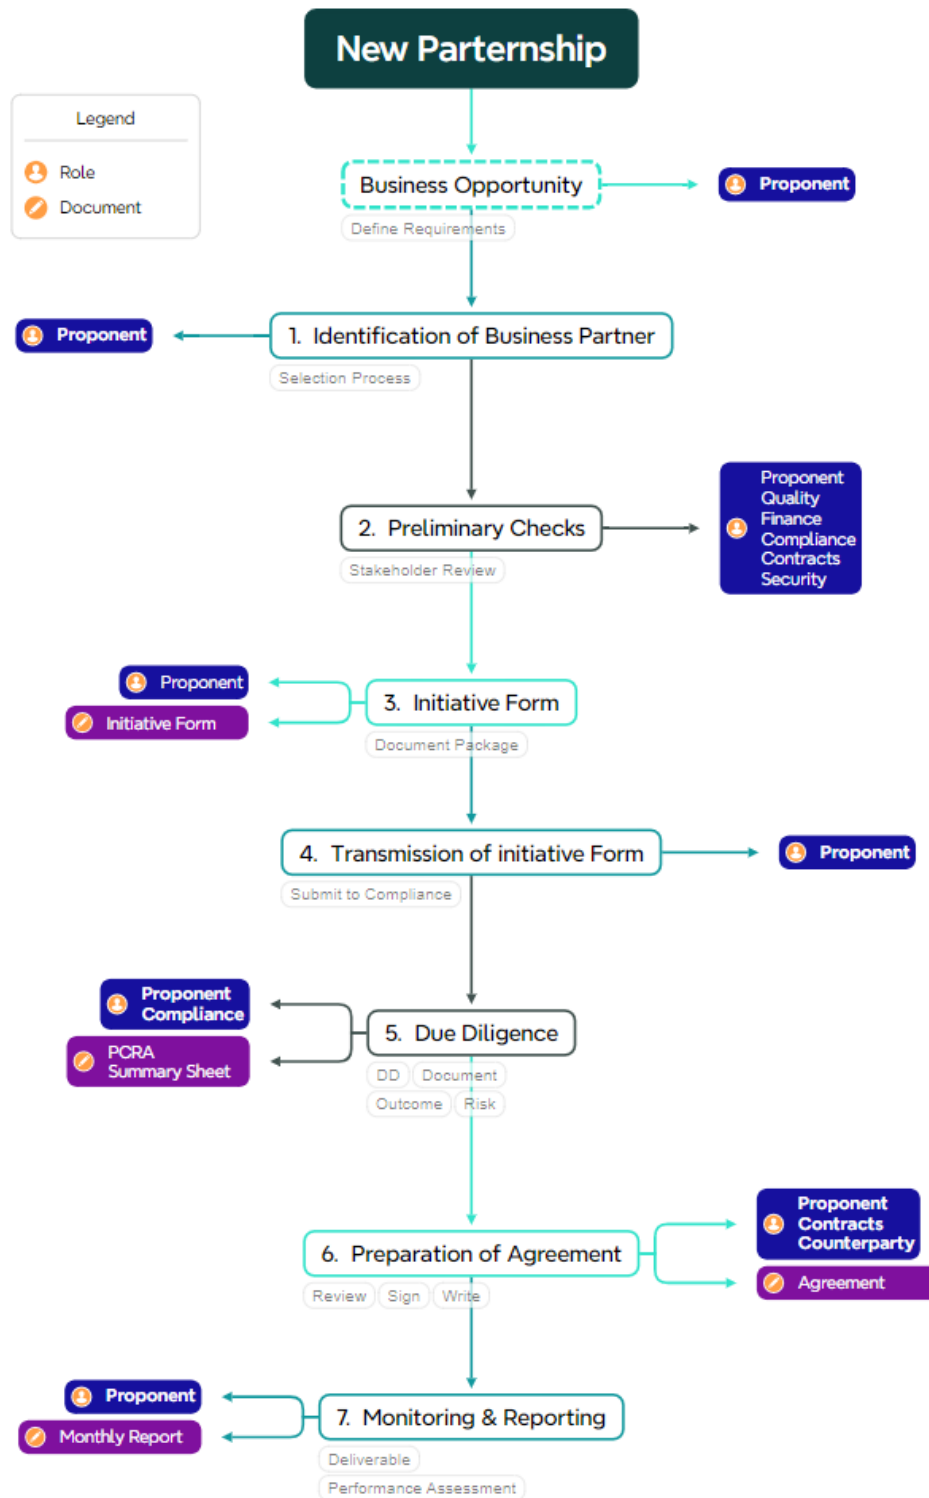 New Parternship
Legend
Role
Document
Business Opportunity
Proponent
Define Requirements
Proponent
1. Identification of Business Partner
Selection Process
2. Preliminary Checks
Proponent
Quality
Finance
Compliance
Contracts
Security
Stakeholder Review
Proponent
Initiative Form
3. Initiative Form
Document Package
4. Transmission of initiative Form
Proponent
Submit to Compliance
Proponent
Compliance
PCRA
Summary Sheet
5. Due Diligence
DD Document
Outcome Risk
6. Preparation of Agreement
Proponent
Contracts
Counterparty
Agreement
Review Sign Write
Proponent
Monthly Report
7. Monitoring & Reporting
Deliverable
Performance Assessment